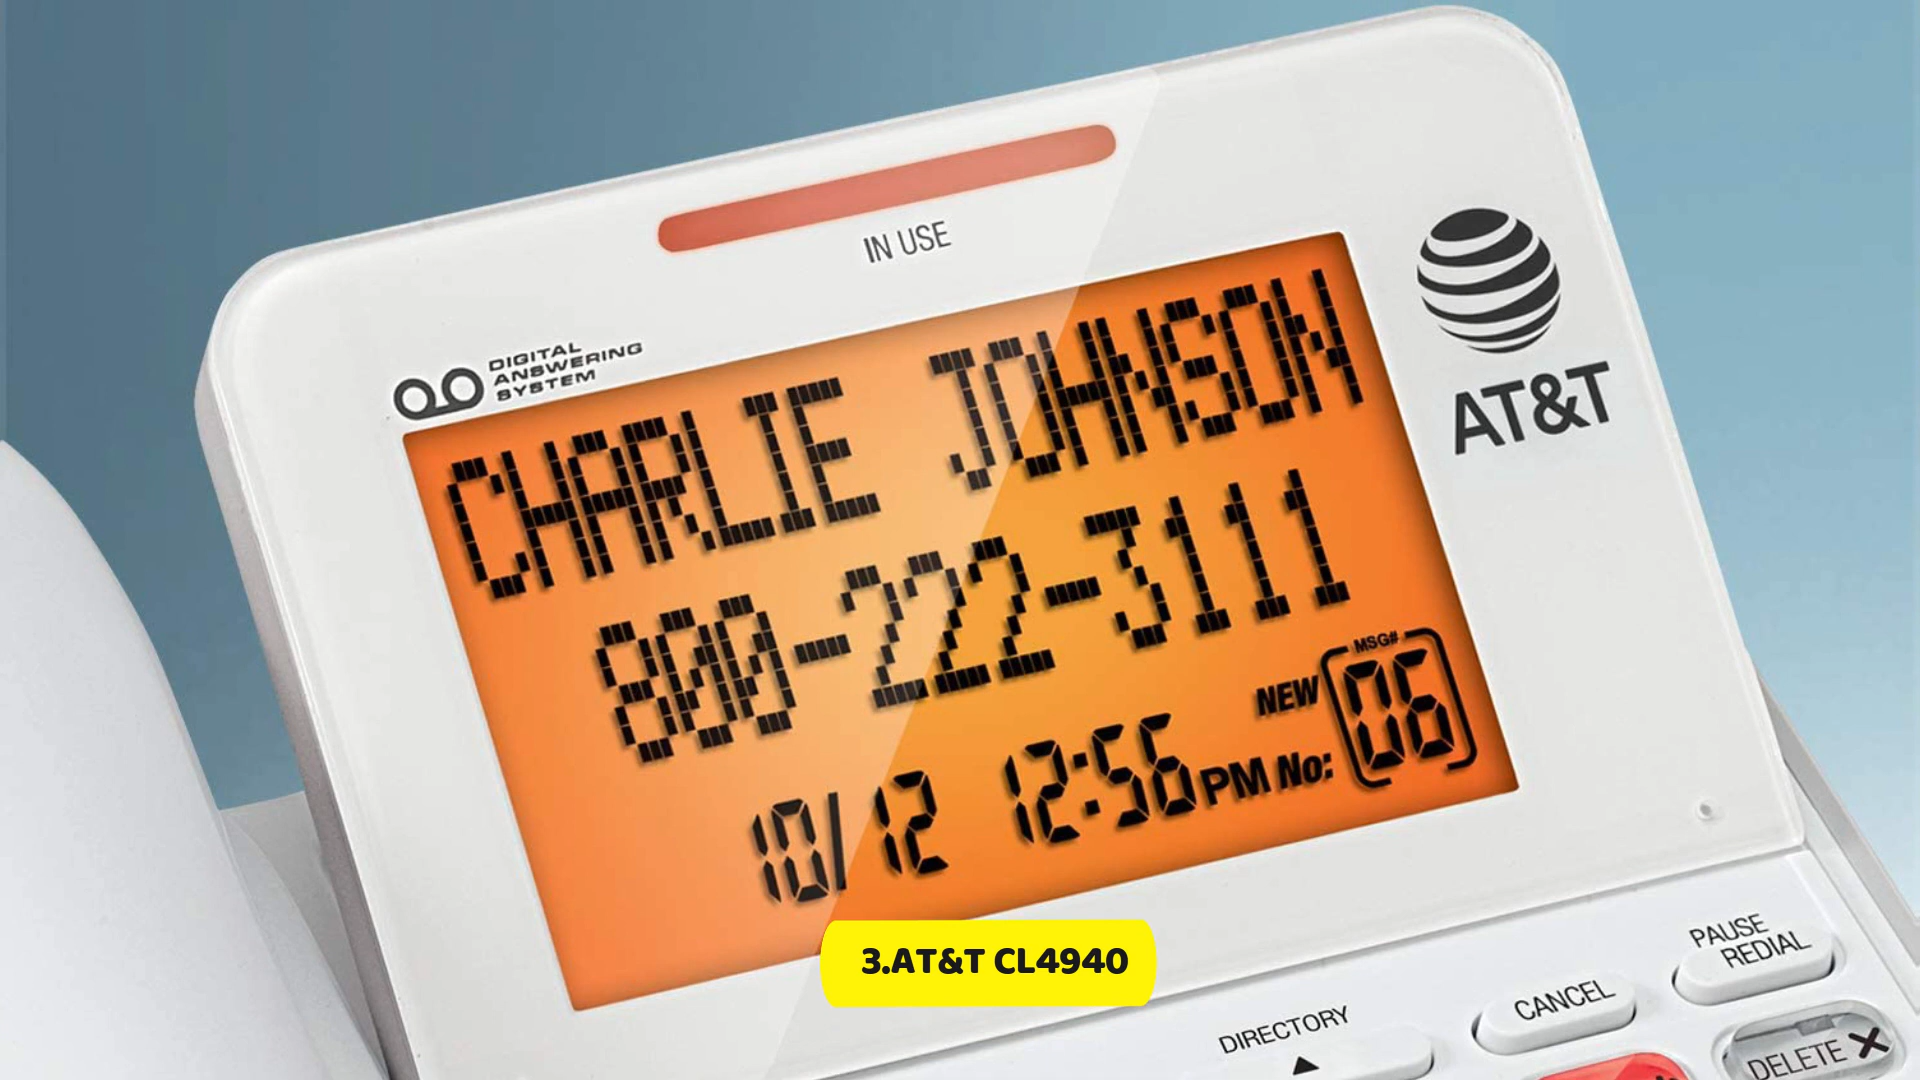 IN USE
DIGITAL
ANSWERING
SYSTEM
AT&T
CHARLIE JOHNSON
800-222-3111
10/12 12:56PM NEW No: MSG# 06
3.AT&T CL4940
PAUSE
REDIAL
CANCEL
DIRECTORY
DELETE X